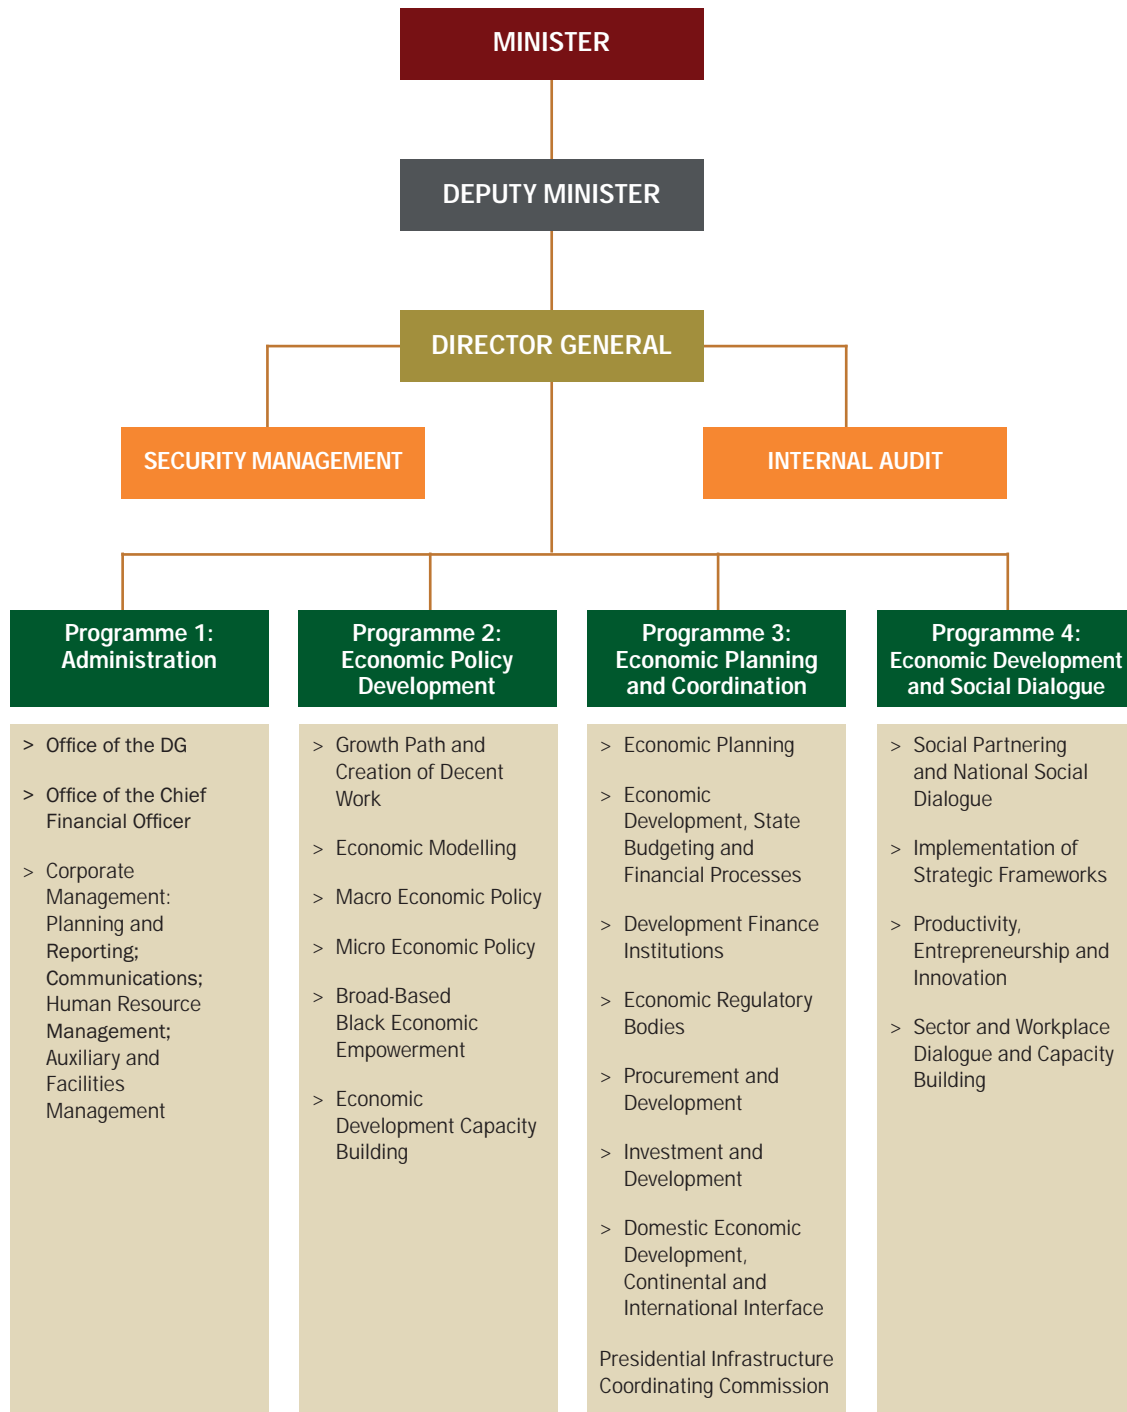 MINISTER
DEPUTY MINISTER
DIRECTOR GENERAL
SECURITY MANAGEMENT
INTERNAL AUDIT
Programme 1:
Administration
> Office of the DG
> Office of the Chief
Financial Officer
> Corporate
Management:
Planning and
Reporting;
Communications;
Human Resource
Management;
Auxiliary and
Facilities
Management
Programme 2:
Economic Policy
Development
> Growth Path and
Creation of Decent
Work
> Economic Modelling
> Macro Economic Policy
> Micro Economic Policy
> Broad-Based
Black Economic
Empowerment
> Economic
Development Capacity
Building
Programme 3:
Economic Planning
and Coordination
> Economic Planning
> Economic
Development, State
Budgeting and
Financial Processes
> Development Finance
Institutions
> Economic Regulatory
Bodies
> Procurement and
Development
> Investment and
Development
> Domestic Economic
Development,
Continental and
International Interface
Presidential Infrastructure
Coordinating Commission
Programme 4:
Economic Development
and Social Dialogue
> Social Partnering
and National Social
Dialogue
> Implementation of
Strategic Frameworks
> Productivity,
Entrepreneurship and
Innovation
> Sector and Workplace
Dialogue and Capacity
Building